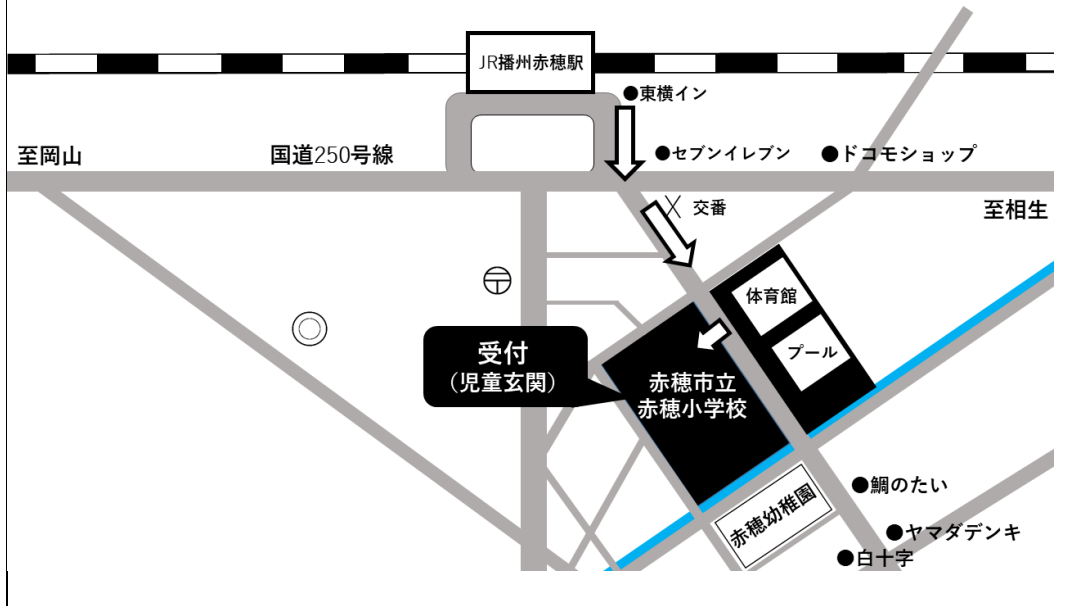 JR播州赤穂駅
●東横イン
至岡山
国道250号線
●セブンイレブン
●ドコモショップ
交番
至相生
体育館
プール
受付
（児童玄関）
赤穂市立
赤穂小学校
赤穂幼稚園
●鯛のたい
●ヤマダデンキ
●白十字